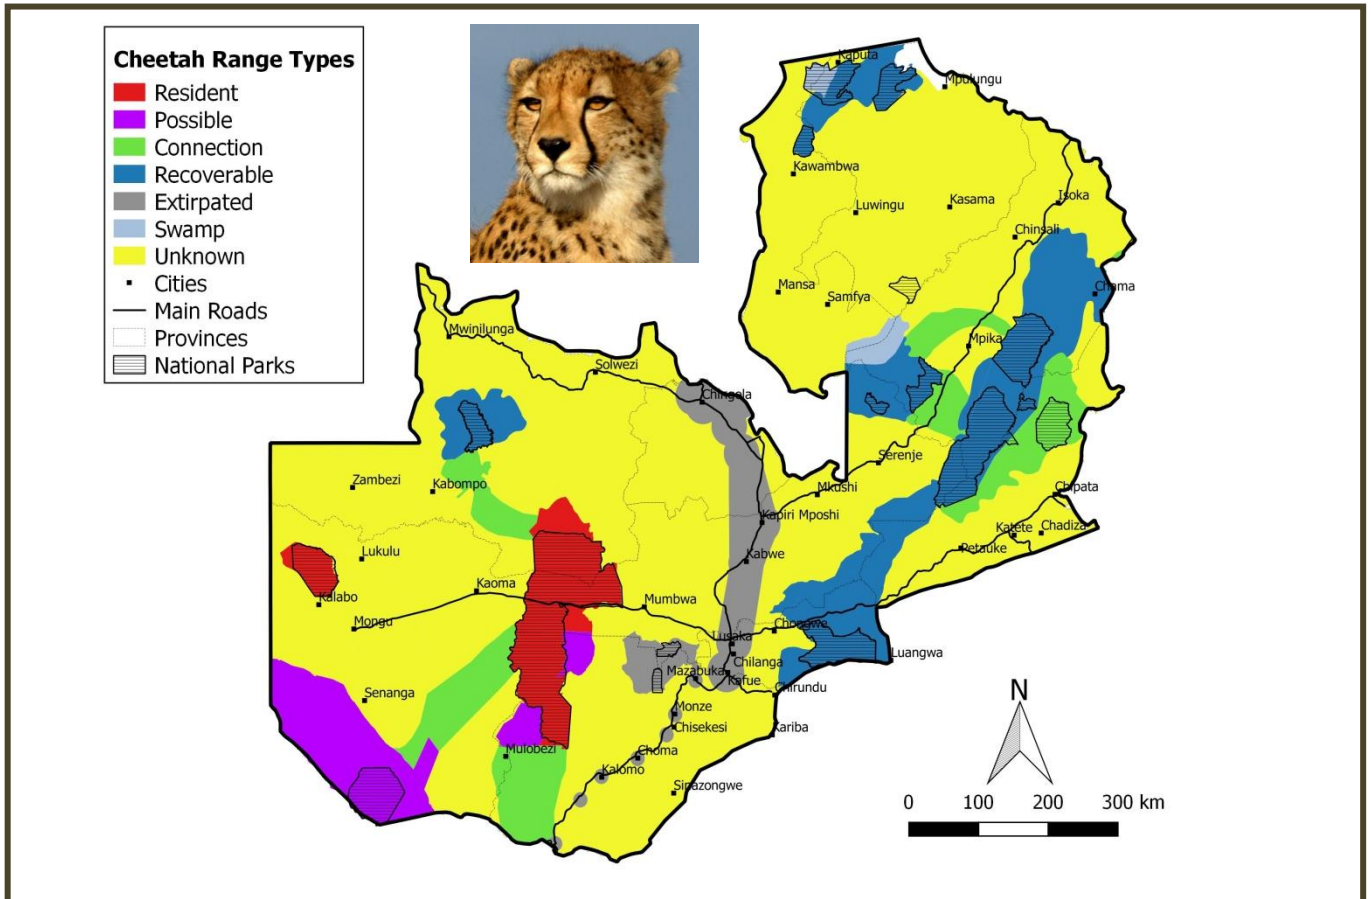 Cheetah Range Types
Resident
Possible
Connection
Recoverable
Extirpated
Swamp
Unknown
Cities
Main Roads
Provinces
National Parks
Kaputa
Mpulungu
Kawambwa
Luwingu
Kasama
Isoka
Chinsali
Mansa
Samfya
Chama
Mpika
Mwinilunga
Solwezi
Chingola
Serenje
Zambezi
Kabompo
Mkushi
Chipata
Kapiri Mposhi
Katete
Chadiza
Petauke
Lukulu
Kabwe
Kalabo
Kaoma
Mumbwa
Mongu
Chongwe
Lusaka
Luangwa
Chilanga
Mazabuka
Kafue
Chirundu
Senanga
Monze
Chisekesi
Kariba
Mulobezi
Choma
Kalomo
Sinazongwe
N
0 100 200 300 km